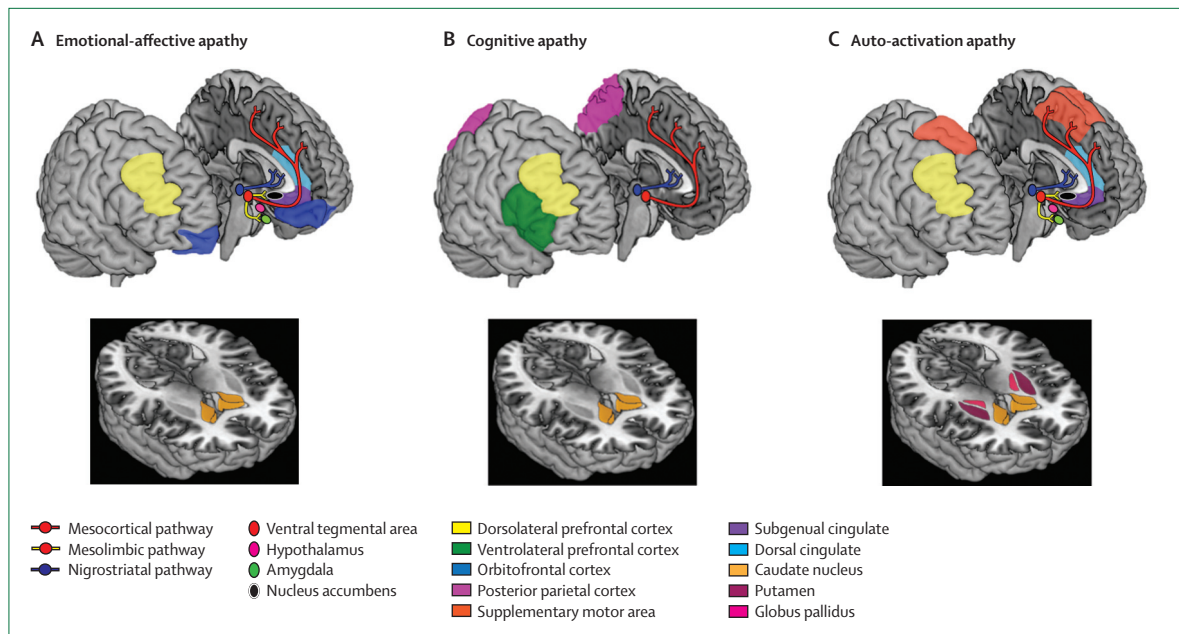 A Emotional-affective apathy
B Cognitive apathy
C Auto-activation apathy
Mesocortical pathway
Mesolimbic pathway
Nigrostriatal pathway
Ventral tegmental area
Hypothalamus
Amygdala
Nucleus accumbens
Dorsolateral prefrontal cortex
Ventrolateral prefrontal cortex
Orbitofrontal cortex
Posterior parietal cortex
Supplementary motor area
Subgenual cingulate
Dorsal cingulate
Caudate nucleus
Putamen
Globus pallidus